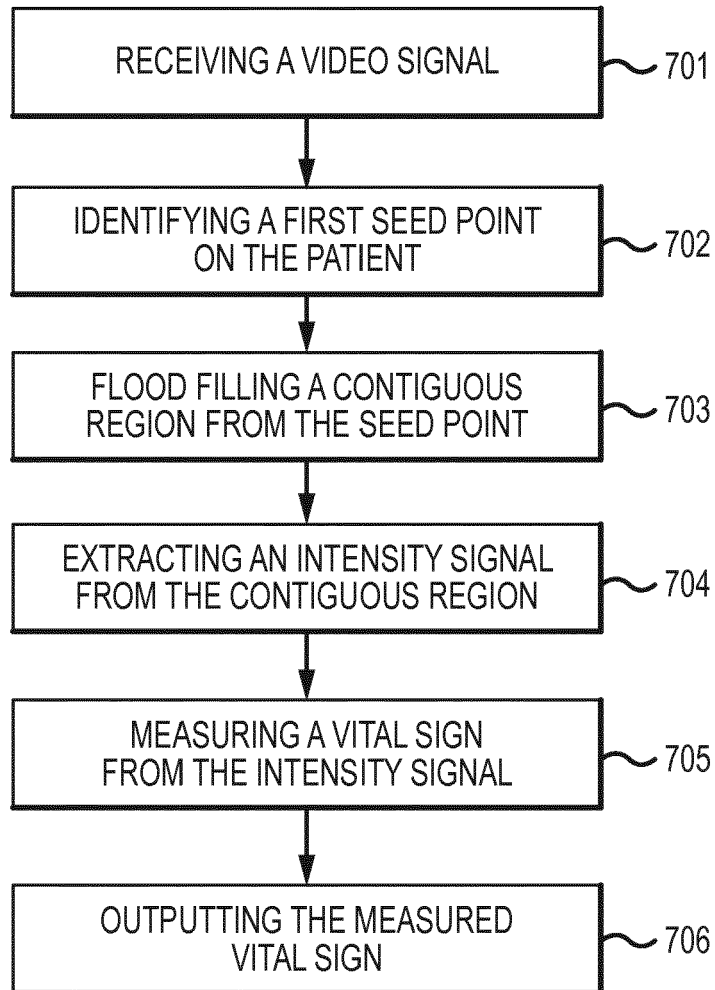 RECEIVING A VIDEO SIGNAL
701
IDENTIFYING A FIRST SEED POINT
ON THE PATIENT
702
FLOOD FILLING A CONTIGUOUS
REGION FROM THE SEED POINT
703
EXTRACTING AN INTENSITY SIGNAL
FROM THE CONTIGUOUS REGION
704
MEASURING A VITAL SIGN
FROM THE INTENSITY SIGNAL
705
OUTPUTTING THE MEASURED
VITAL SIGN
706